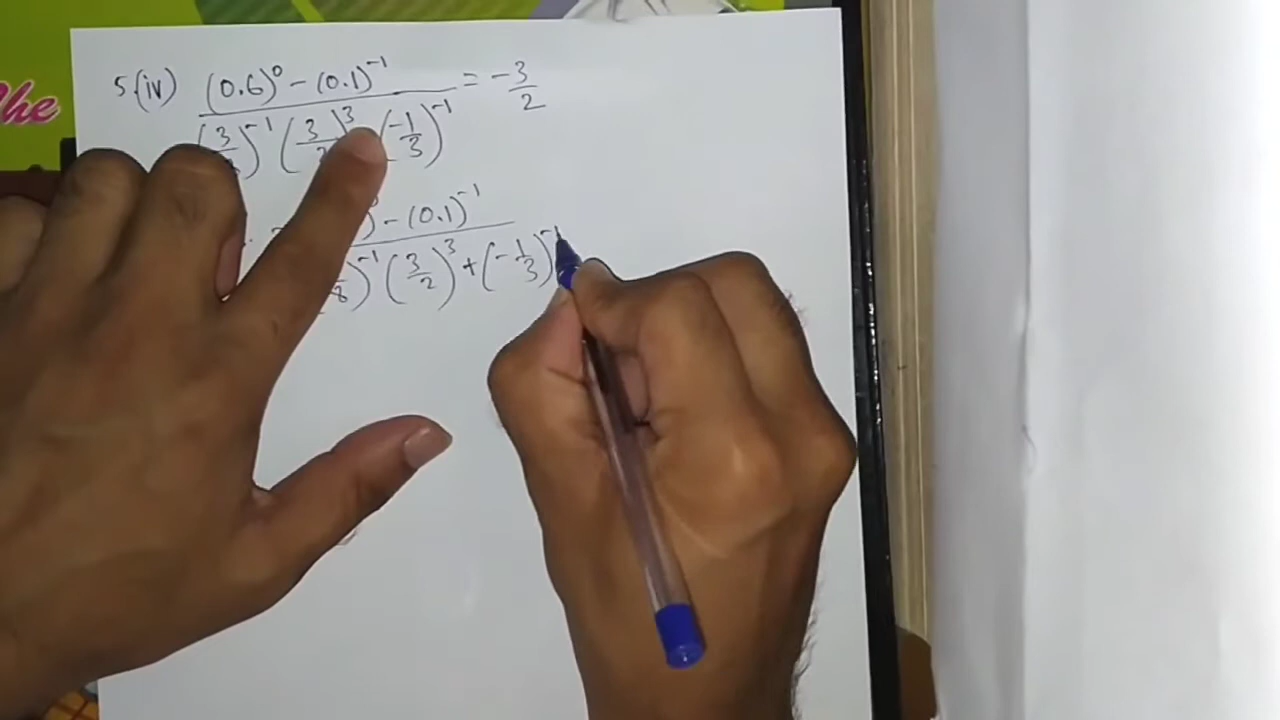 he
5(iv) (0.6)⁰ - (0.1)⁻¹ = -3/2
(3/ )⁻¹ (3/2)³ (-1/3)⁻¹
- (0.1)⁻¹
/8)⁻¹ (3/2)³ + (-1/3)⁻¹